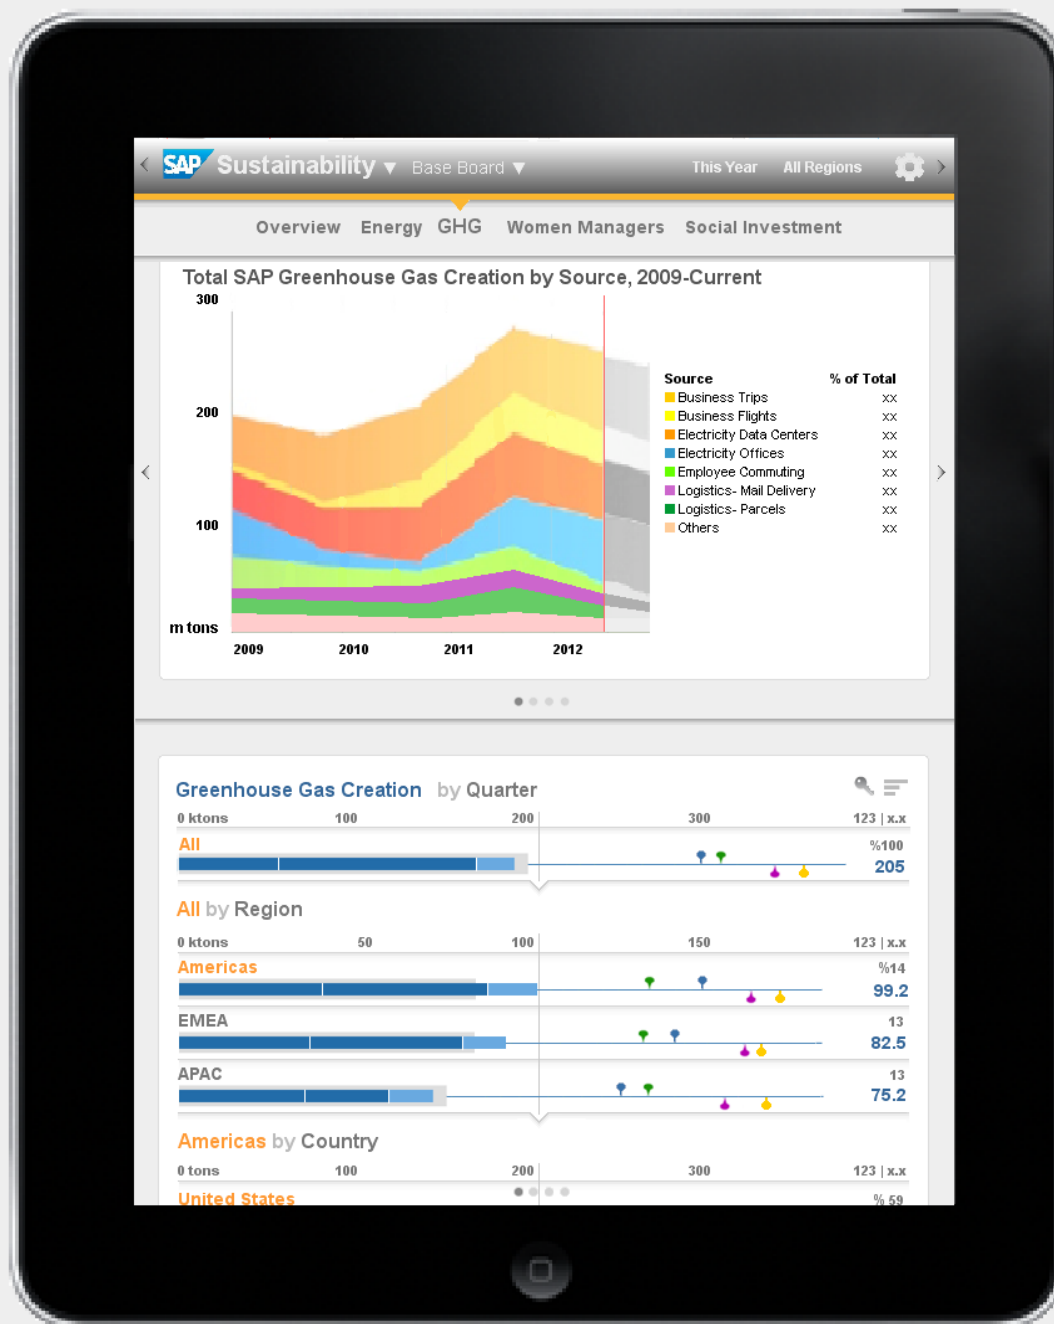 SAP Sustainability Base Board This Year All Regions
Overview Energy GHG Women Managers Social Investment
Total SAP Greenhouse Gas Creation by Source, 2009-Current
300
200
100
m tons
2009 2010 2011 2012
Source % of Total
Business Trips xx
Business Flights xx
Electricity Data Centers xx
Electricity Offices xx
Employee Commuting xx
Logistics- Mail Delivery xx
Logistics- Parcels xx
Others xx
Greenhouse Gas Creation by Quarter
0 ktons 100 200 300 123 | x.x
All %100
205
All by Region
0 ktons 50 100 150 123 | x.x
Americas %14
99.2
EMEA 13
82.5
APAC 13
75.2
Americas by Country
0 tons 100 200 300 123 | x.x
United States % 59